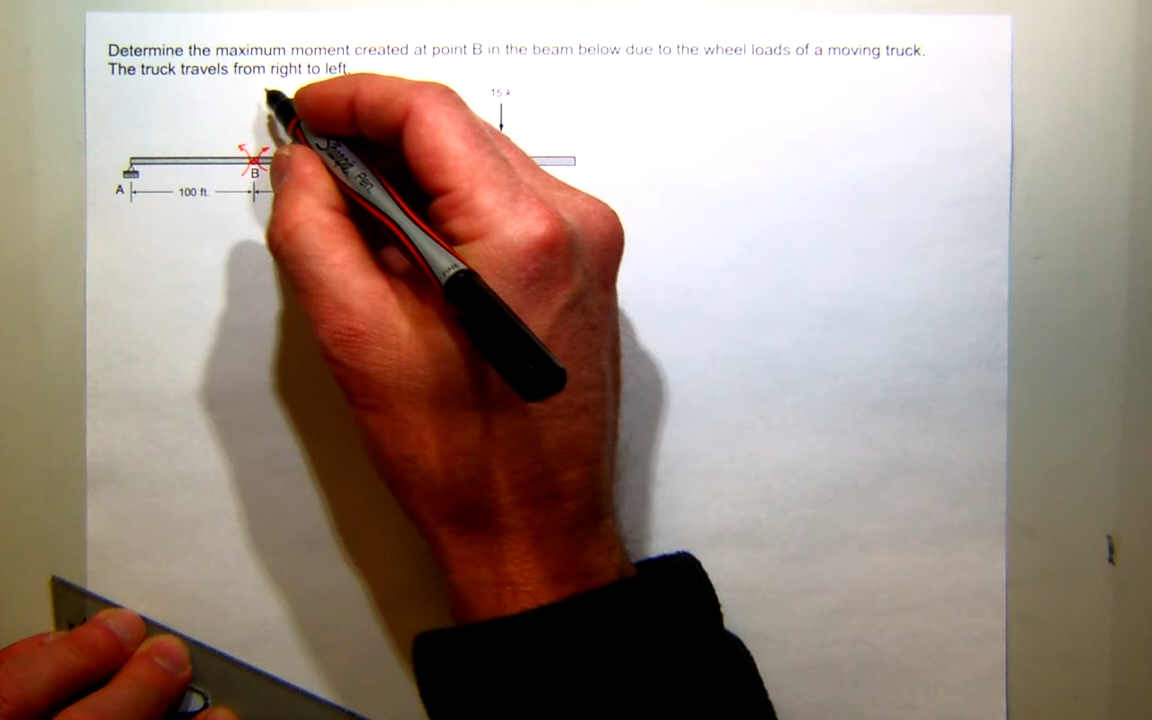 Determine the maximum moment created at point B in the beam below due to the wheel loads of a moving truck.
The truck travels from right to left.
15 k
B
A
100 ft.
Pen